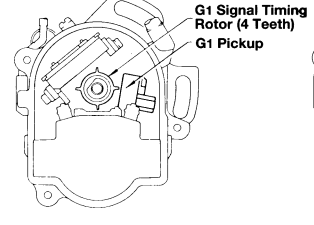 G1 Signal Timing
Rotor (4 Teeth)
G1 Pickup